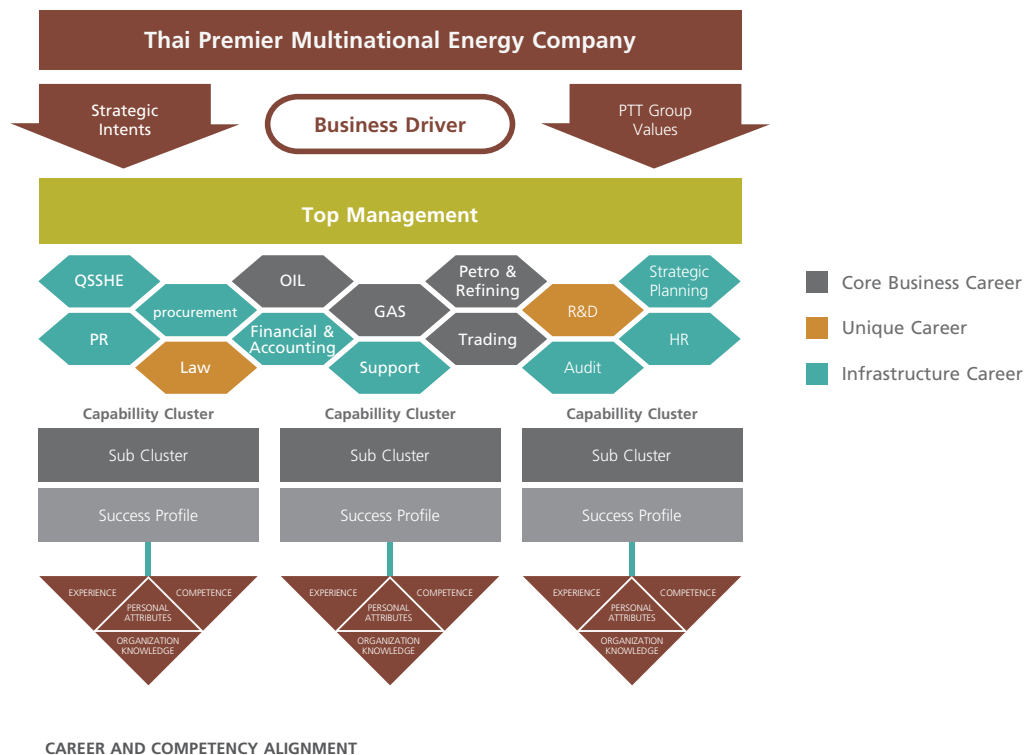 Thai Premier Multinational Energy Company
Strategic
Intents
Business Driver
PTT Group
Values
Top Management
QSSHE
OIL
Petro &
Refining
Strategic
Planning
procurement
GAS
R&D
PR
Financial &
Accounting
Trading
HR
Law
Support
Audit
Core Business Career
Unique Career
Infrastructure Career
Capabillity Cluster
Capabillity Cluster
Capabillity Cluster
Sub Cluster
Sub Cluster
Sub Cluster
Success Profile
Success Profile
Success Profile
EXPERIENCE
COMPETENCE
PERSONAL
ATTRIBUTES
ORGANIZATION
KNOWLEDGE
EXPERIENCE
COMPETENCE
PERSONAL
ATTRIBUTES
ORGANIZATION
KNOWLEDGE
EXPERIENCE
COMPETENCE
PERSONAL
ATTRIBUTES
ORGANIZATION
KNOWLEDGE
CAREER AND COMPETENCY ALIGNMENT